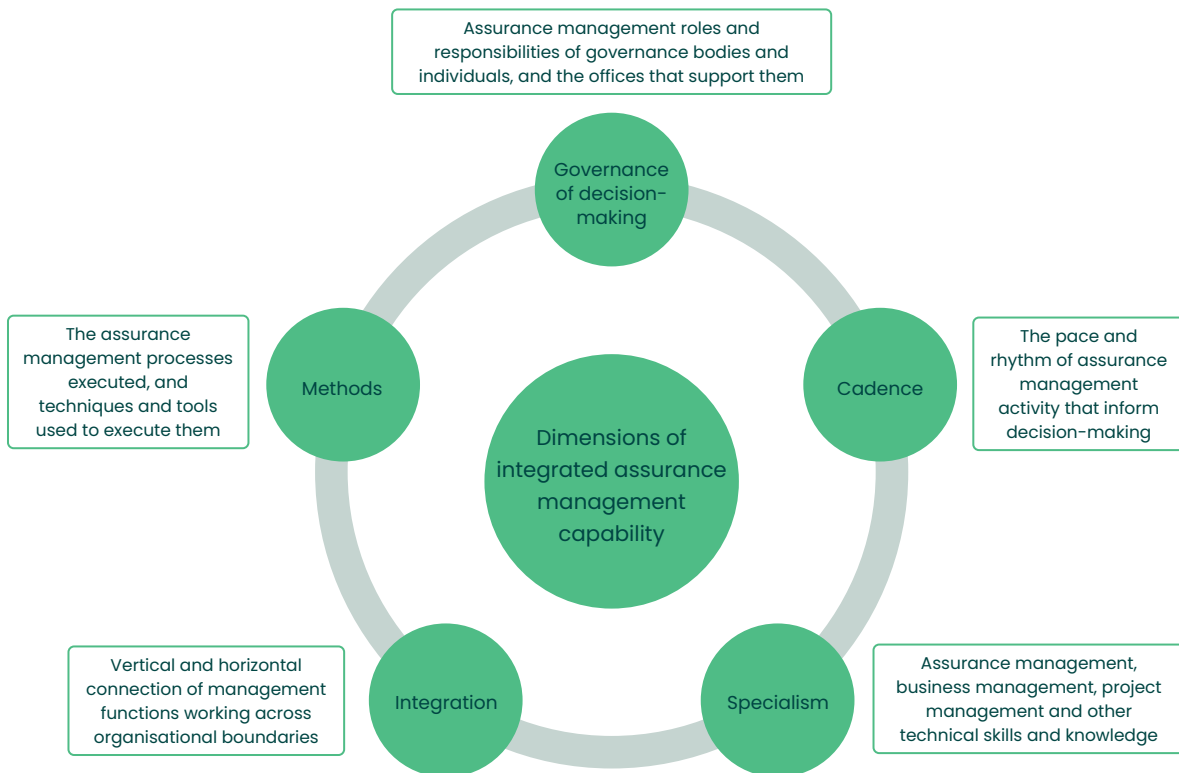 Assurance management roles and
responsibilities of governance bodies and
individuals, and the offices that support them
Governance
of decision-
making
The assurance
management processes
executed, and
techniques and tools
used to execute them
Methods
Cadence
The pace and
rhythm of assurance
management
activity that inform
decision-making
Dimensions of
integrated assurance
management
capability
Vertical and horizontal
connection of management
functions working across
organisational boundaries
Integration
Specialism
Assurance management,
business management, project
management and other
technical skills and knowledge